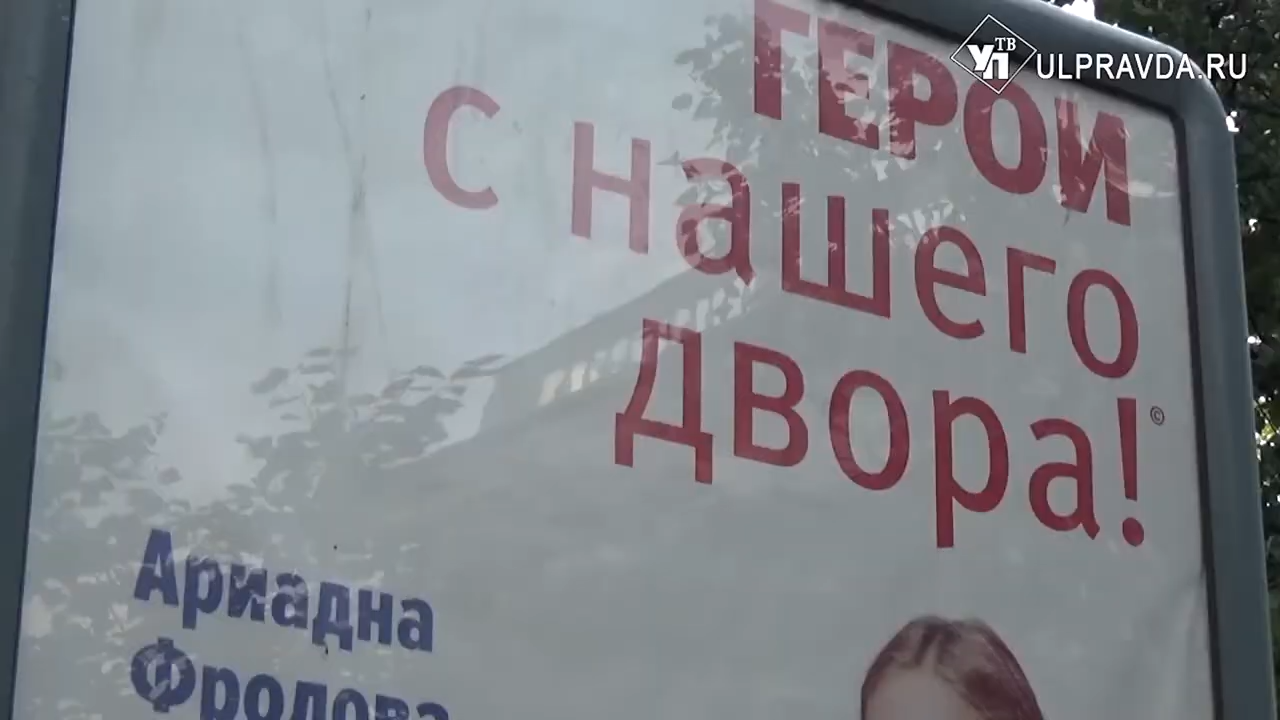 УП ТВ ULPRAVDA.RU
ГЕРОИ
с нашего
двора!
©
Ариадна
Фролова